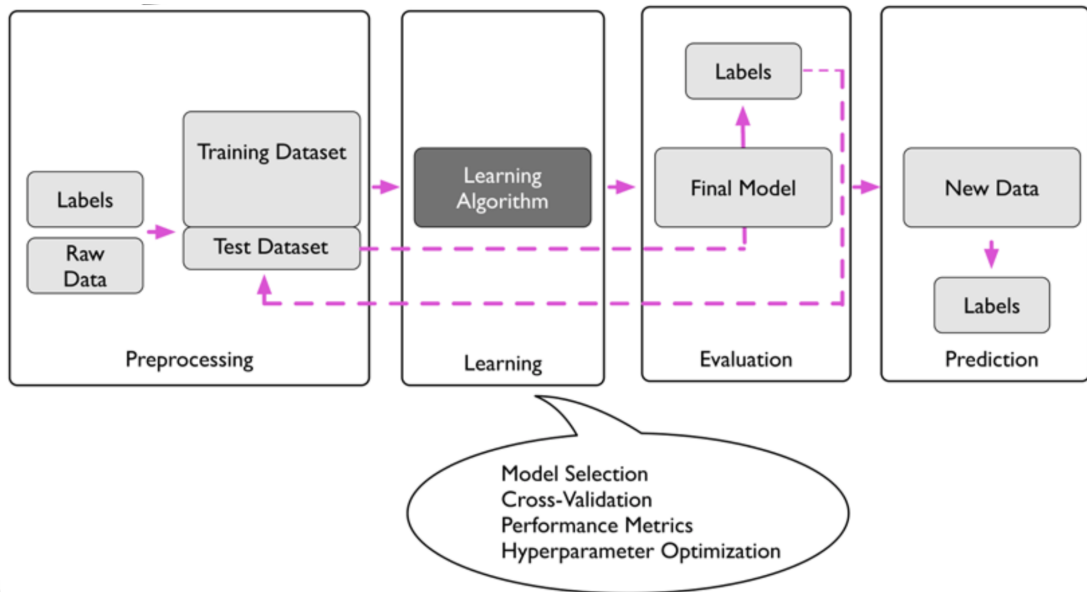 Labels
Raw
Data
Training Dataset
Test Dataset
Preprocessing
Learning
Algorithm
Learning
Labels
Final Model
Evaluation
New Data
Labels
Prediction
Model Selection
Cross-Validation
Performance Metrics
Hyperparameter Optimization